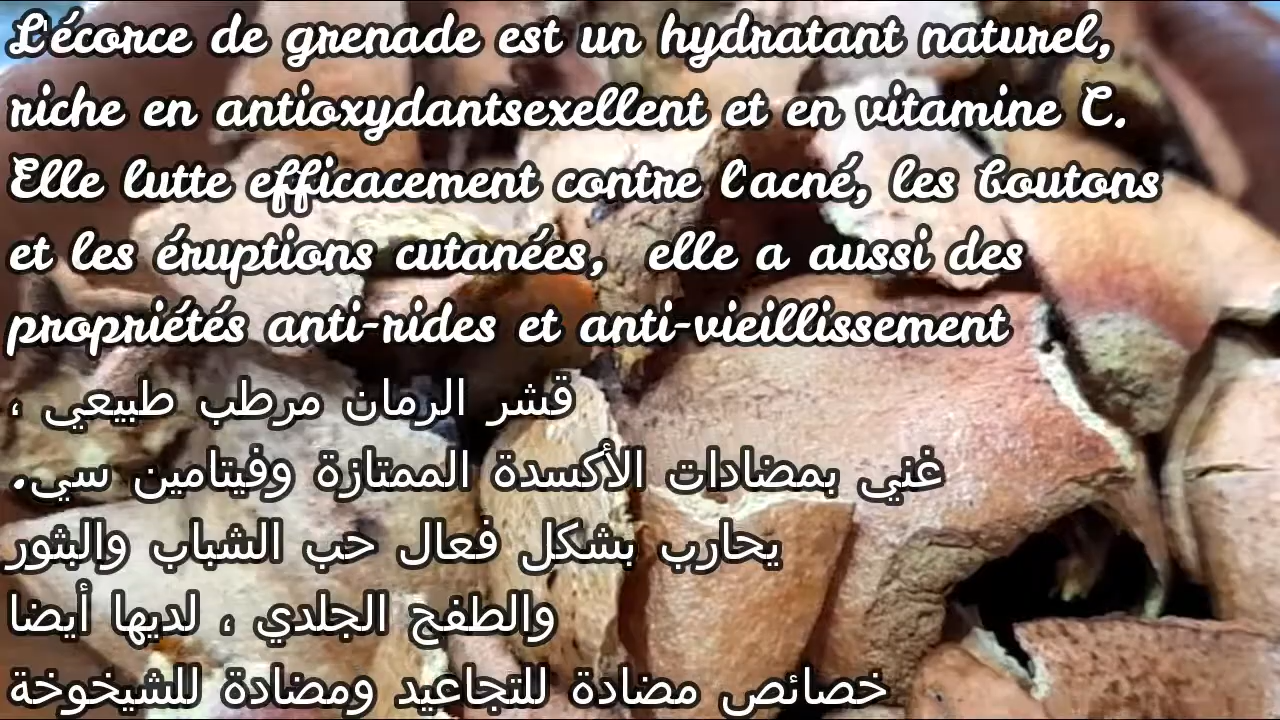 L'écorce de grenade est un hydratant naturel,
riche en antioxydantsexellent et en vitamine C.
Elle lutte efficacement contre l'acné, les boutons
et les éruptions cutanées,  elle a aussi des
propriétés anti-rides et anti-vieillissement
قشر الرمان مرطب طبيعي ،
غني بمضادات الأكسدة الممتازة وفيتامين سي.
يحارب بشكل فعال حب الشباب والبثور
والطفح الجلدي ، لديها أيضا
خصائص مضادة للتجاعيد ومضادة للشيخوخة